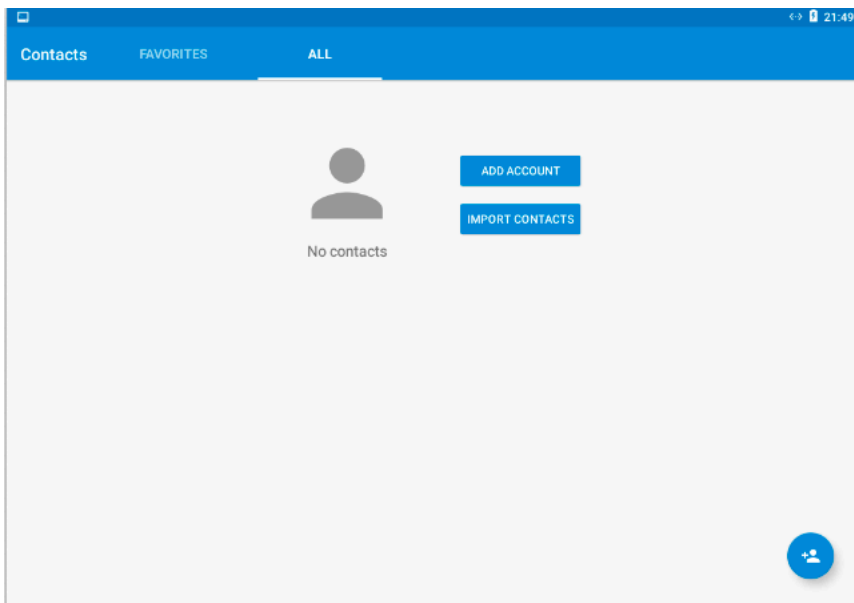 21:49
Contacts FAVORITES ALL
ADD ACCOUNT
IMPORT CONTACTS
No contacts